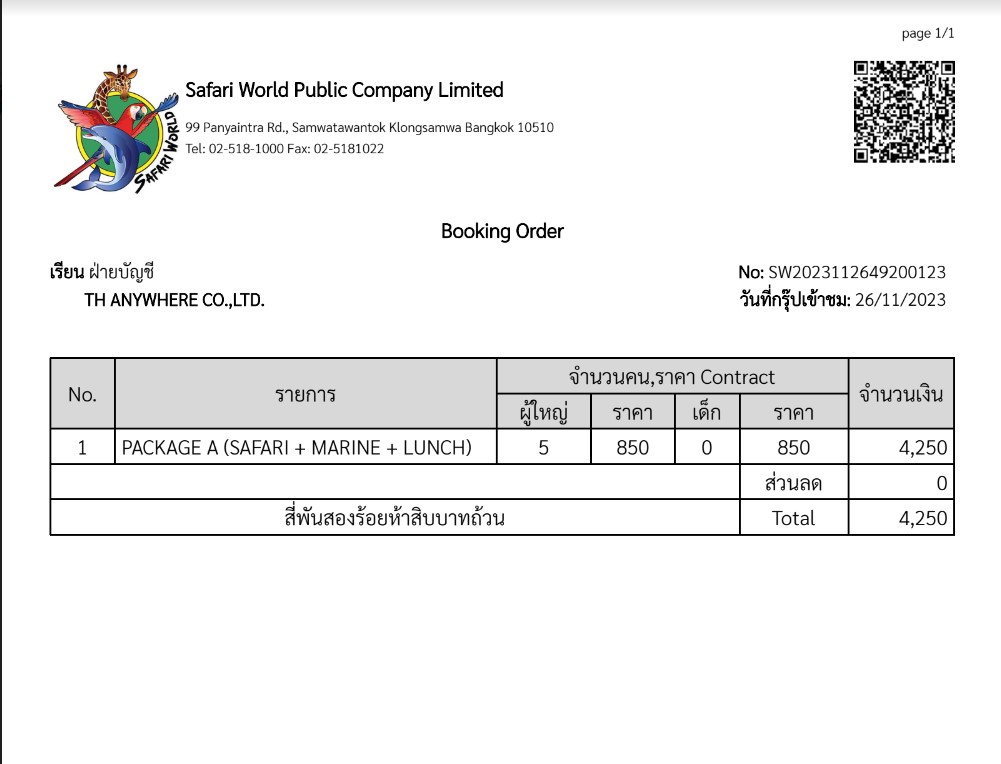 page 1/1
SAFARI WORLD
Safari World Public Company Limited
99 Panyaintra Rd., Samwatawantok Klongsamwa Bangkok 10510
Tel: 02-518-1000 Fax: 02-5181022
Booking Order
เรียน ฝ่ายบัญชี
No: SW2023112649200123
TH ANYWHERE CO.,LTD.
วันที่กรุ๊ปเข้าชม: 26/11/2023
No. รายการ จำนวนคน,ราคา Contract จำนวนเงิน
ผู้ใหญ่ ราคา เด็ก ราคา
1 PACKAGE A (SAFARI + MARINE + LUNCH) 5 850 0 850 4,250
ส่วนลด 0
สี่พันสองร้อยห้าสิบบาทถ้วน Total 4,250